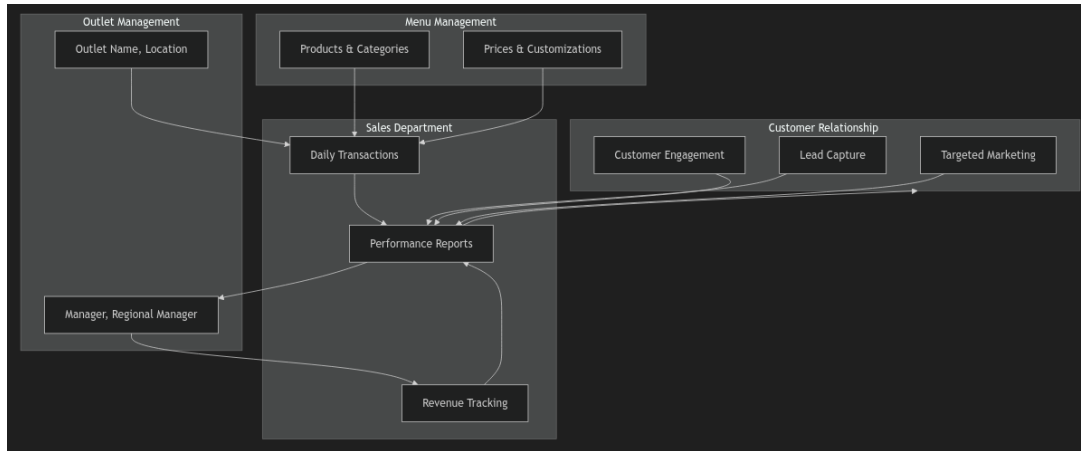 Outlet Management
Outlet Name, Location
Menu Management
Products & Categories
Prices & Customizations
Sales Department
Daily Transactions
Customer Relationship
Customer Engagement
Lead Capture
Targeted Marketing
Performance Reports
Manager, Regional Manager
Revenue Tracking